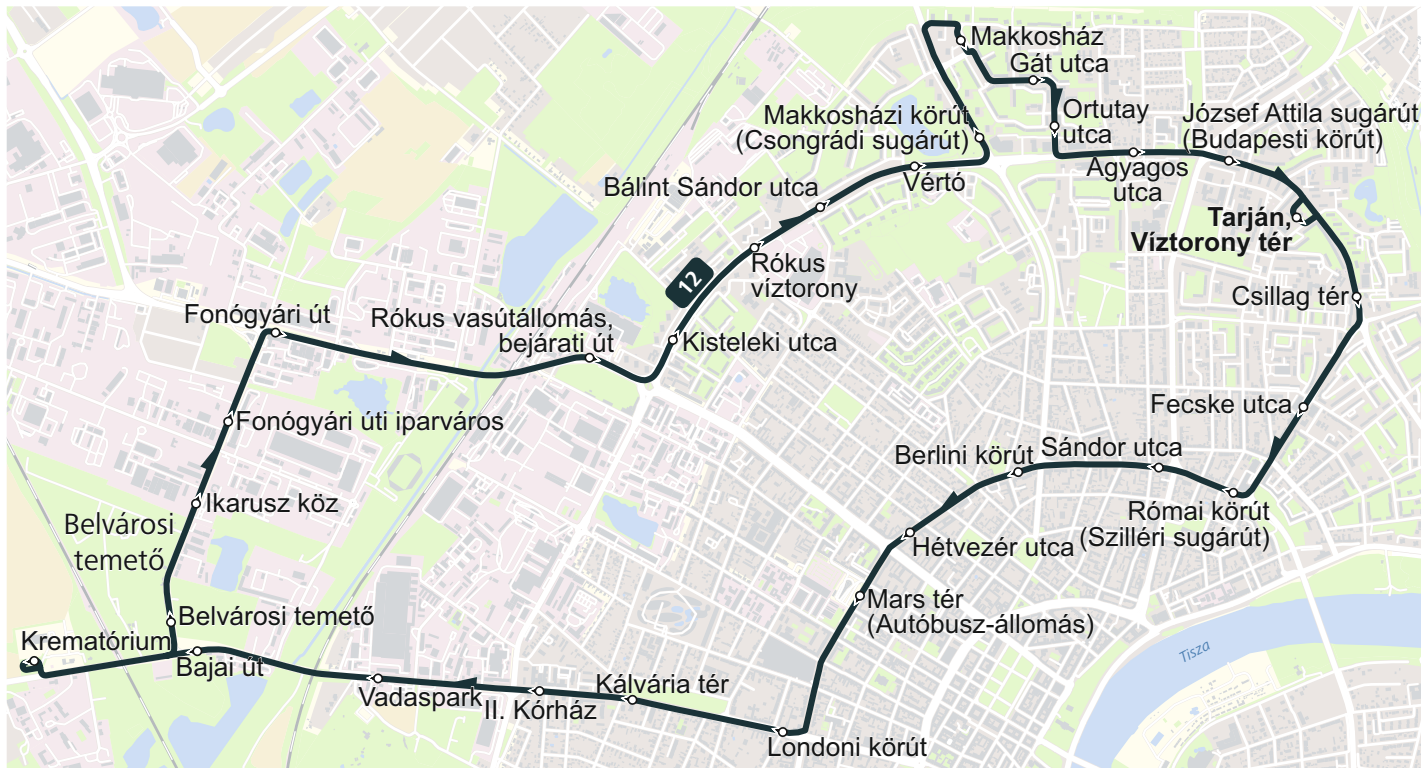 Makkosház
Gát utca
Makkosházi körút
(Csongrádi sugárút)
Ortutay
utca
József Attila sugárút
(Budapesti körút)
Agyagos
utca
Vértó
Bálint Sándor utca
Tarján,
Víztorony tér
Rókus
víztorony
12
Csillag tér
Fonógyári út
Rókus vasútállomás,
bejárati út
Kisteleki utca
Fecske utca
Fonógyári úti iparváros
Berlini körút
Sándor utca
Ikarusz köz
Római körút
(Szilléri sugárút)
Belvárosi
temető
Hétvezér utca
Mars tér
(Autóbusz-állomás)
Belvárosi temető
Krematórium
Bajai út
Tisza
Vadaspark
II. Kórház
Kálvária tér
Londoni körút